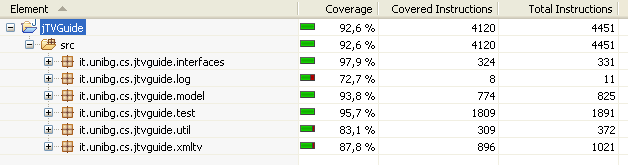 Element Coverage Covered Instructions Total Instructions
jTVGuide 92,6 % 4120 4451
src 92,6 % 4120 4451
it.unibg.cs.jtvguide.interfaces 97,9 % 324 331
it.unibg.cs.jtvguide.log 72,7 % 8 11
it.unibg.cs.jtvguide.model 93,8 % 774 825
it.unibg.cs.jtvguide.test 95,7 % 1809 1891
it.unibg.cs.jtvguide.util 83,1 % 309 372
it.unibg.cs.jtvguide.xmltv 87,8 % 896 1021